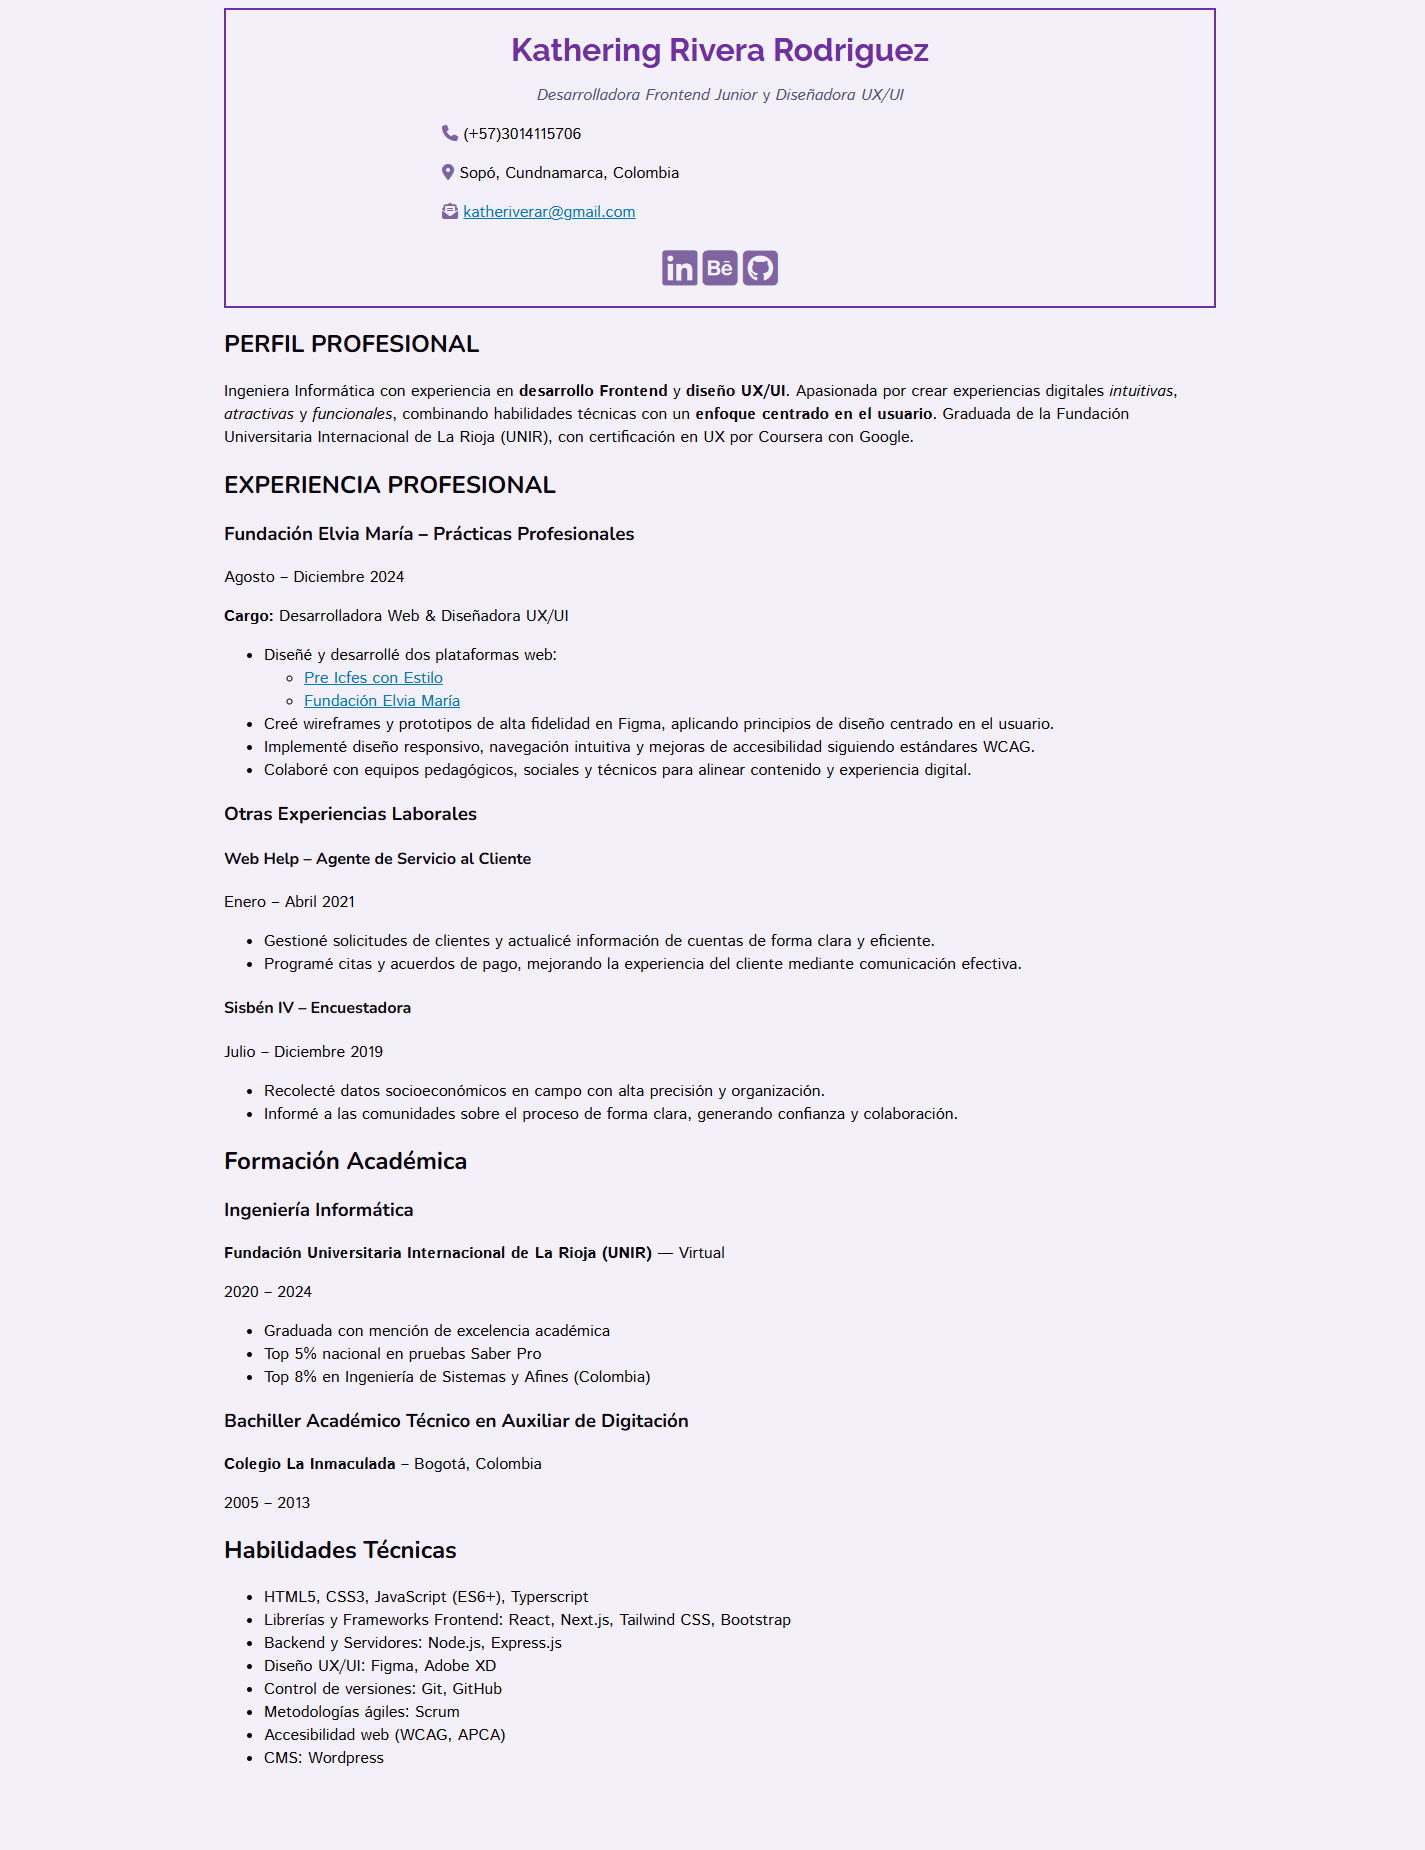 Kathering Rivera Rodriguez
Desarrolladora Frontend Junior y Diseñadora UX/UI
(+57)3014115706
Sopó, Cundnamarca, Colombia
katheriverar@gmail.com
in Bē
PERFIL PROFESIONAL
Ingeniera Informática con experiencia en desarrollo Frontend y diseño UX/UI. Apasionada por crear experiencias digitales intuitivas,
atractivas y funcionales, combinando habilidades técnicas con un enfoque centrado en el usuario. Graduada de la Fundación
Universitaria Internacional de La Rioja (UNIR), con certificación en UX por Coursera con Google.
EXPERIENCIA PROFESIONAL
Fundación Elvia María – Prácticas Profesionales
Agosto – Diciembre 2024
Cargo: Desarrolladora Web & Diseñadora UX/UI
• Diseñé y desarrollé dos plataformas web:
◦ Pre Icfes con Estilo
◦ Fundación Elvia María
• Creé wireframes y prototipos de alta fidelidad en Figma, aplicando principios de diseño centrado en el usuario.
• Implementé diseño responsivo, navegación intuitiva y mejoras de accesibilidad siguiendo estándares WCAG.
• Colaboré con equipos pedagógicos, sociales y técnicos para alinear contenido y experiencia digital.
Otras Experiencias Laborales
Web Help – Agente de Servicio al Cliente
Enero – Abril 2021
• Gestioné solicitudes de clientes y actualicé información de cuentas de forma clara y eficiente.
• Programé citas y acuerdos de pago, mejorando la experiencia del cliente mediante comunicación efectiva.
Sisbén IV – Encuestadora
Julio – Diciembre 2019
• Recolecté datos socioeconómicos en campo con alta precisión y organización.
• Informé a las comunidades sobre el proceso de forma clara, generando confianza y colaboración.
Formación Académica
Ingeniería Informática
Fundación Universitaria Internacional de La Rioja (UNIR) — Virtual
2020 – 2024
• Graduada con mención de excelencia académica
• Top 5% nacional en pruebas Saber Pro
• Top 8% en Ingeniería de Sistemas y Afines (Colombia)
Bachiller Académico Técnico en Auxiliar de Digitación
Colegio La Inmaculada – Bogotá, Colombia
2005 – 2013
Habilidades Técnicas
• HTML5, CSS3, JavaScript (ES6+), Typerscript
• Librerías y Frameworks Frontend: React, Next.js, Tailwind CSS, Bootstrap
• Backend y Servidores: Node.js, Express.js
• Diseño UX/UI: Figma, Adobe XD
• Control de versiones: Git, GitHub
• Metodologías ágiles: Scrum
• Accesibilidad web (WCAG, APCA)
• CMS: Wordpress